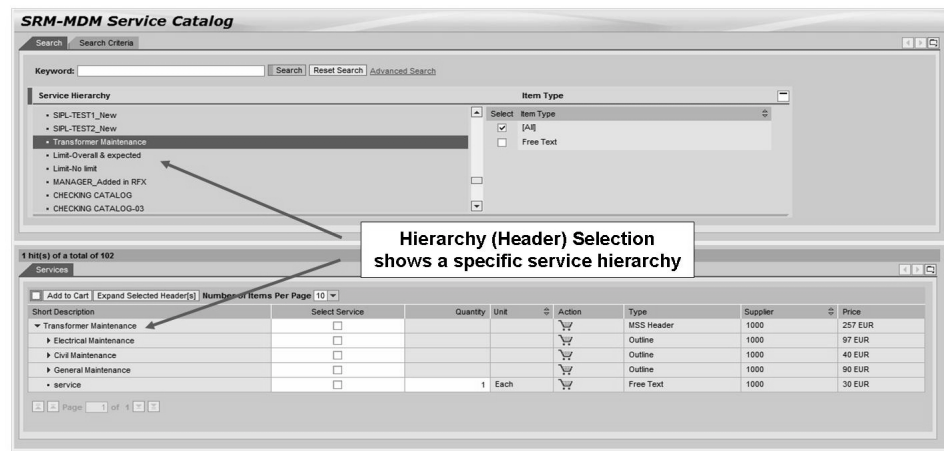 SRM-MDM Service Catalog
Search Search Criteria
Keyword: Search Reset Search Advanced Search
Service Hierarchy Item Type
SIPL-TEST1_New
SIPL-TEST2_New
Transformer Maintenance
Limit-Overall & expected
Limit-No limit
MANAGER_Added in RFX
CHECKING CATALOG
CHECKING CATALOG-03
Select Item Type
[All]
Free Text
Hierarchy (Header) Selection
shows a specific service hierarchy
1 hit(s) of a total of 102
Services
Add to Cart Expand Selected Header[s] Number of Items Per Page 10
Short Description Select Service Quantity Unit Action Type Supplier Price
Transformer Maintenance MSS Header 1000 257 EUR
Electrical Maintenance Outline 1000 97 EUR
Civil Maintenance Outline 1000 40 EUR
General Maintenance Outline 1000 90 EUR
service 1 Each Free Text 1000 30 EUR
Page 1 of 1